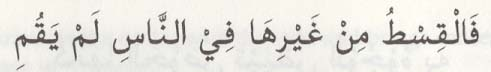 فَالْقِسْطُ مِنْ غَيْرِهَا فِيْ النَّاسِ لَمْ يَقُمِ